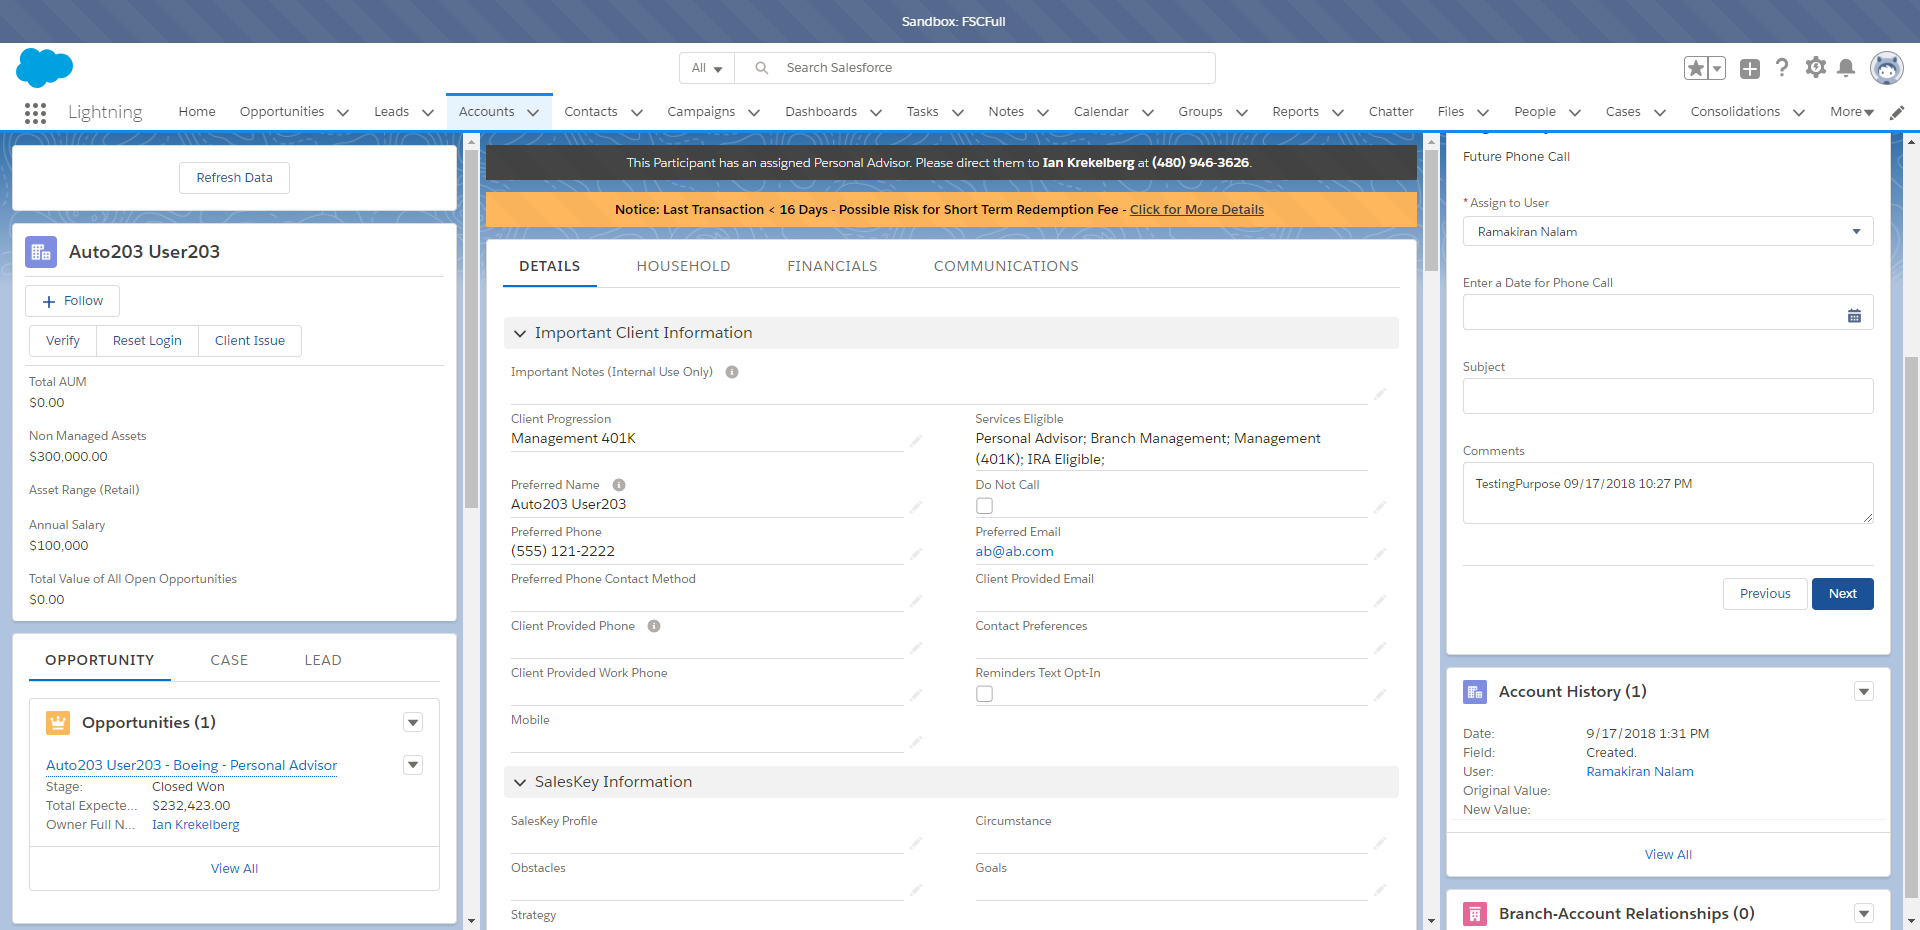 Sandbox: FSCFull
All
Search Salesforce
Lightning
Home
Opportunities
Leads
Accounts
Contacts
Campaigns
Dashboards
Tasks
Notes
Calendar
Groups
Reports
Chatter
Files
People
Cases
Consolidations
More
Refresh Data
Auto203 User203
Follow
Verify
Reset Login
Client Issue
Total AUM
$0.00
Non Managed Assets
$300,000.00
Asset Range (Retail)
Annual Salary
$100,000
Total Value of All Open Opportunities
$0.00
OPPORTUNITY
CASE
LEAD
Opportunities (1)
Auto203 User203 - Boeing - Personal Advisor
Stage: Closed Won
Total Expecte... $232,423.00
Owner Full N... Ian Krekelberg
View All
This Participant has an assigned Personal Advisor. Please direct them to Ian Krekelberg at (480) 946-3626.
Notice: Last Transaction < 16 Days - Possible Risk for Short Term Redemption Fee - Click for More Details
DETAILS
HOUSEHOLD
FINANCIALS
COMMUNICATIONS
Important Client Information
Important Notes (Internal Use Only)
Client Progression
Management 401K
Services Eligible
Personal Advisor; Branch Management; Management
(401K); IRA Eligible;
Preferred Name
Auto203 User203
Do Not Call
Preferred Phone
(555) 121-2222
Preferred Email
ab@ab.com
Preferred Phone Contact Method
Client Provided Email
Client Provided Phone
Contact Preferences
Client Provided Work Phone
Reminders Text Opt-In
Mobile
SalesKey Information
SalesKey Profile
Circumstance
Obstacles
Goals
Strategy
Future Phone Call
* Assign to User
Ramakiran Nalam
Enter a Date for Phone Call
Subject
Comments
TestingPurpose 09/17/2018 10:27 PM
Previous
Next
Account History (1)
Date: 9/17/2018 1:31 PM
Field: Created.
User: Ramakiran Nalam
Original Value:
New Value:
View All
Branch-Account Relationships (0)